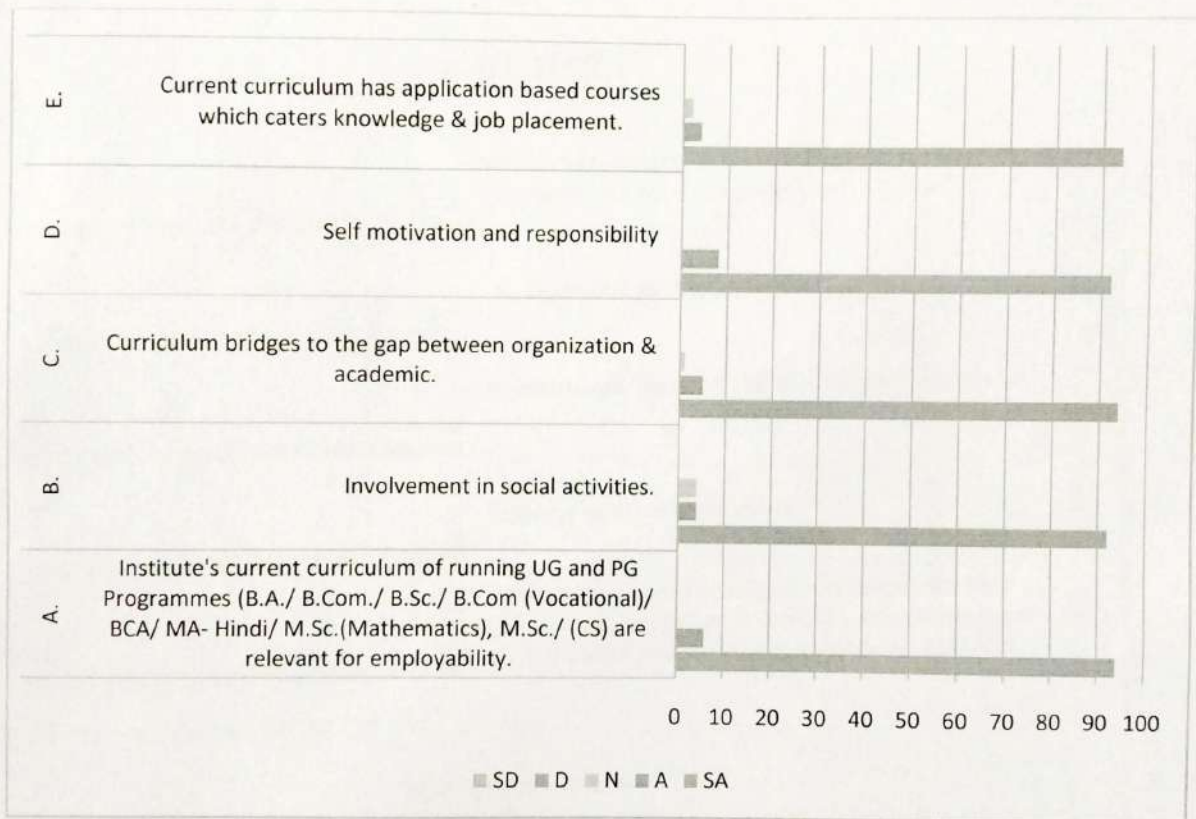 E.
Current curriculum has application based courses
which caters knowledge & job placement.
D.
Self motivation and responsibility
C.
Curriculum bridges to the gap between organization &
academic.
B.
Involvement in social activities.
A.
Institute's current curriculum of running UG and PG
Programmes (B.A./ B.Com./ B.Sc./ B.Com (Vocational)/
BCA/ MA- Hindi/ M.Sc.(Mathematics), M.Sc./ (CS) are
relevant for employability.
0 10 20 30 40 50 60 70 80 90 100
SD D N A SA